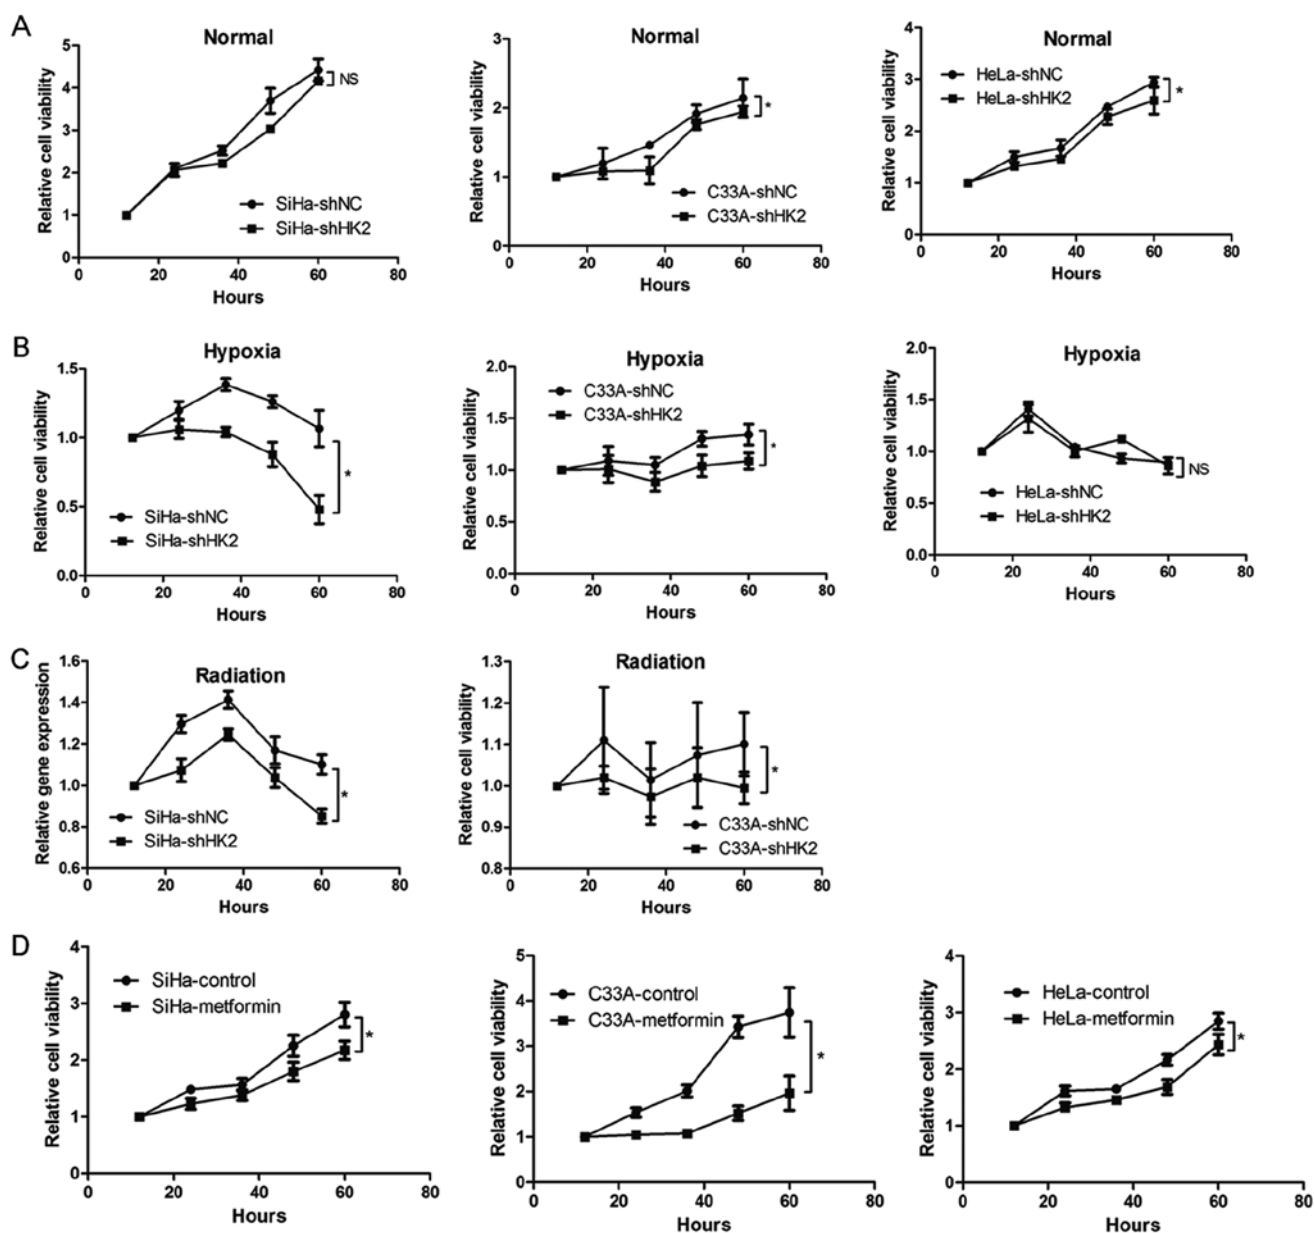 A
Normal
Relative cell viability
5
4
3
2
1
0
NS
SiHa-shNC
SiHa-shHK2
0 20 40 60 80
Hours
Normal
Relative cell viability
3
2
1
0
*
C33A-shNC
C33A-shHK2
0 20 40 60 80
Hours
Normal
Relative cell viability
4
3
2
1
0
HeLa-shNC
HeLa-shHK2
*
0 20 40 60 80
Hours
B
Hypoxia
Relative cell viability
1.5
1.0
0.5
0.0
*
SiHa-shNC
SiHa-shHK2
0 20 40 60 80
Hours
Hypoxia
Relative cell viability
2.0
1.5
1.0
0.5
0.0
C33A-shNC
C33A-shHK2
*
0 20 40 60 80
Hours
Hypoxia
Relative cell viability
2.0
1.5
1.0
0.5
0.0
NS
HeLa-shNC
HeLa-shHK2
0 20 40 60 80
Hours
C
Radiation
Relative gene expression
1.6
1.4
1.2
1.0
0.8
0.6
*
SiHa-shNC
SiHa-shHK2
0 20 40 60 80
Hours
Radiation
Relative cell viability
1.3
1.2
1.1
1.0
0.9
0.8
*
C33A-shNC
C33A-shHK2
0 20 40 60 80
Hours
D
Relative cell viability
4
3
2
1
0
SiHa-control
SiHa-metformin
*
0 20 40 60 80
Hours
Relative cell viability
5
4
3
2
1
0
C33A-control
C33A-metformin
*
0 20 40 60 80
Hours
Relative cell viability
4
3
2
1
0
HeLa-control
HeLa-metformin
*
0 20 40 60 80
Hours